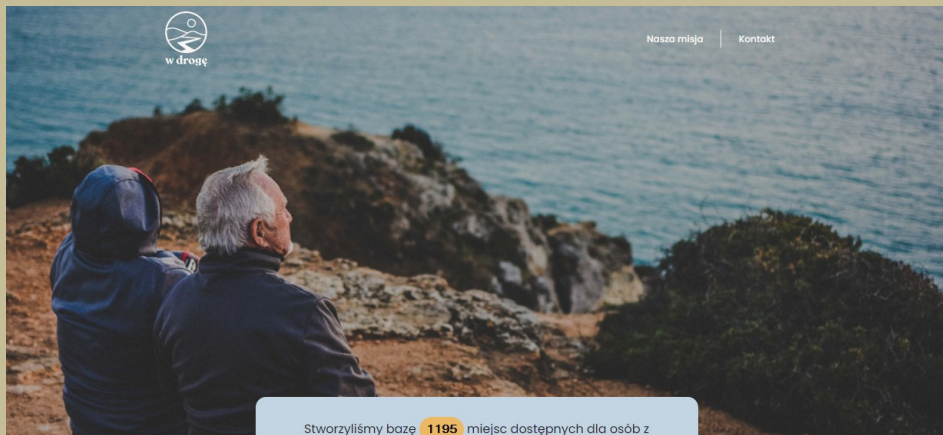 w drogę
Nasza misja
Kontakt
Stworzyliśmy bazę 1195 miejsc dostępnych dla osób z